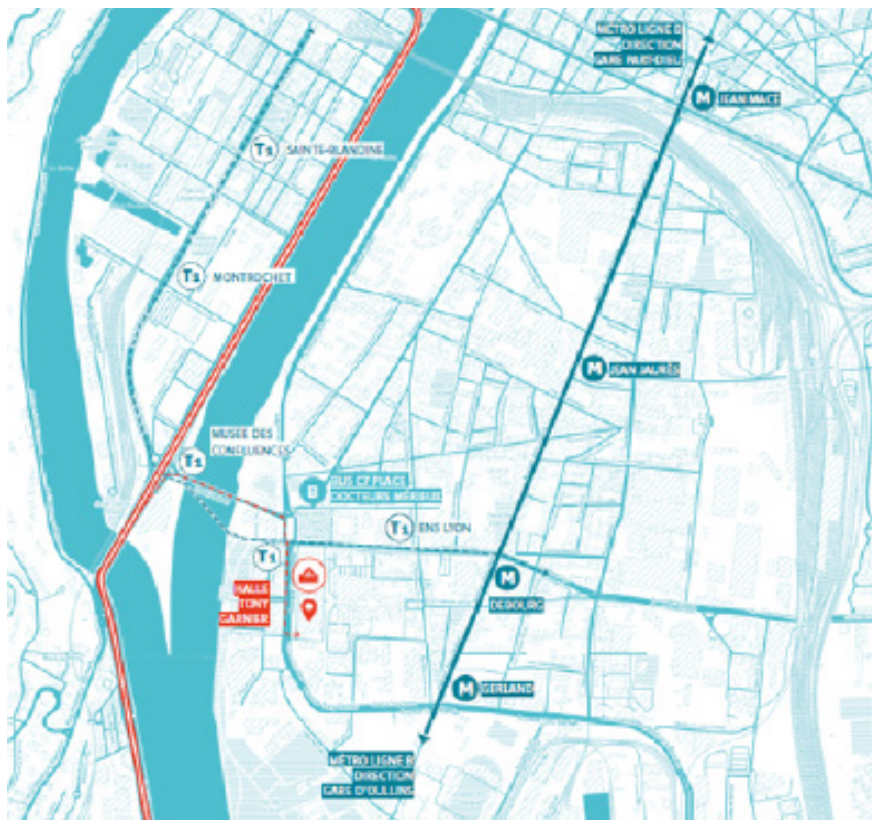 MÉTRO LIGNE B
DIRECTION
GARE PART-DIEU
M JEAN MACÉ
T1 SAINTE-BLANDINE
T1 MONTROCHET
M JEAN JAURÈS
MUSÉE DES
CONFLUENCES
T1
BUS C7 PLACE
DOCTEURS MÉRIEUX
B
T1 ENS LYON
T1
HALLE
TONY
GARNIER
M
DEBOURG
M GERLAND
MÉTRO LIGNE B
DIRECTION
GARE D'OULLINS